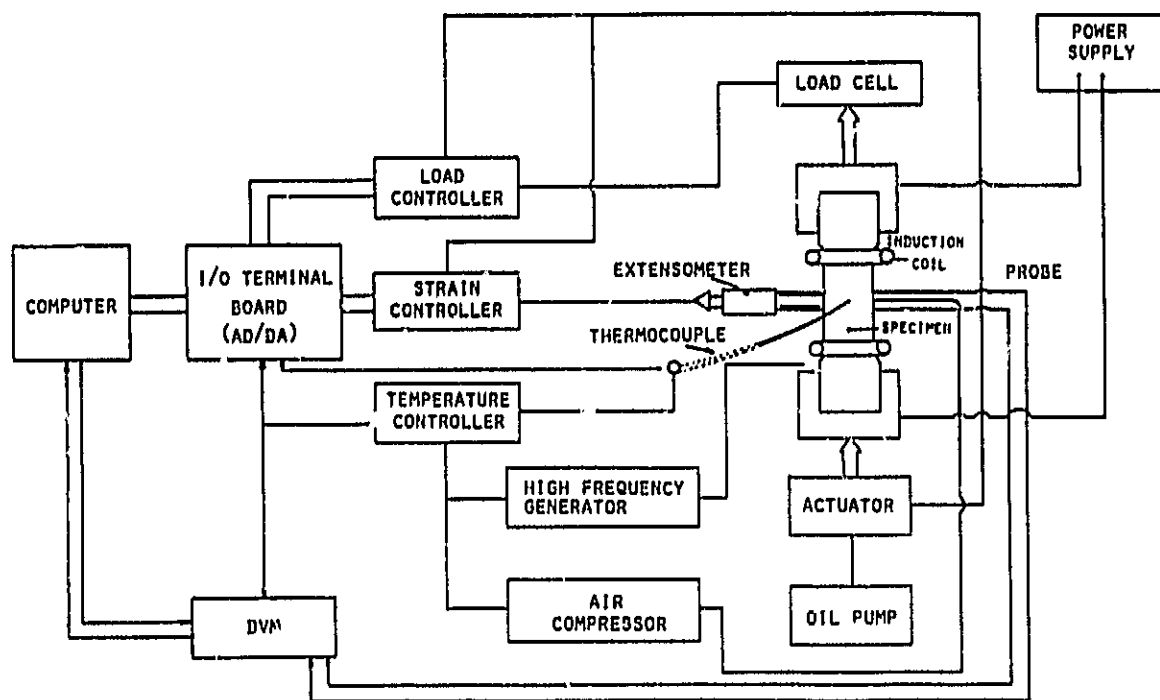 POWER
SUPPLY
LOAD CELL
LOAD
CONTROLLER
INDUCTION
COIL
I/O TERMINAL
BOARD
(AD/DA)
COMPUTER
STRAIN
CONTROLLER
EXTENSOMETER
PROBE
THERMOCOUPLE
SPECIMEN
TEMPERATURE
CONTROLLER
HIGH FREQUENCY
GENERATOR
ACTUATOR
AIR
COMPRESSOR
OIL PUMP
DVM